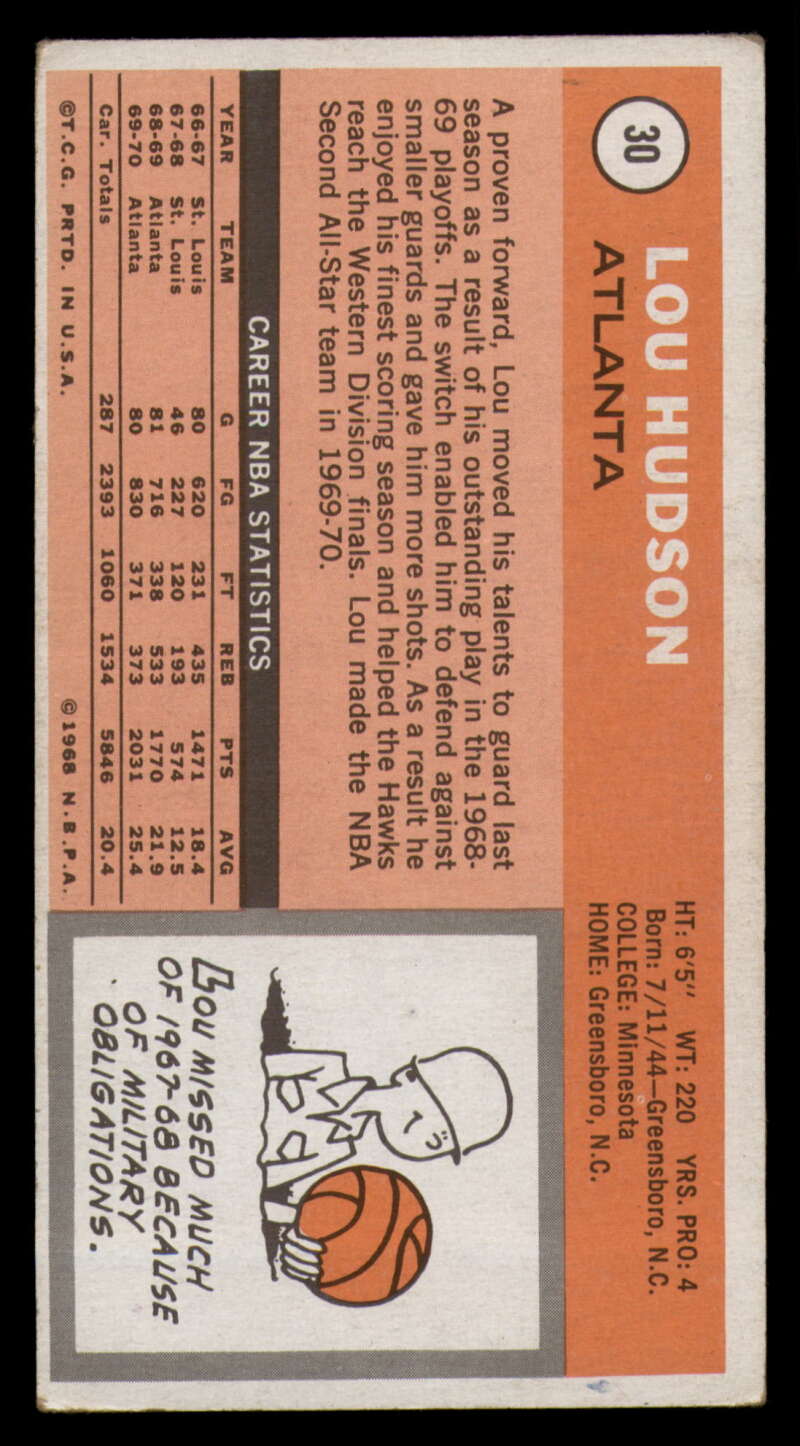 30
LOU HUDSON
ATLANTA
HT: 6'5" WT: 220 YRS. PRO: 4
Born: 7/11/44—Greensboro, N.C.
COLLEGE: Minnesota
HOME: Greensboro, N.C.
A proven forward, Lou moved his talents to guard last
season as a result of his outstanding play in the 1968-
69 playoffs. The switch enabled him to defend against
smaller guards and gave him more shots. As a result he
enjoyed his finest scoring season and helped the Hawks
reach the Western Division finals. Lou made the NBA
Second All-Star team in 1969-70.
CAREER NBA STATISTICS
YEAR TEAM G FG FT REB PTS AVG
66-67 St. Louis 80 620 231 435 1471 18.4
67-68 St. Louis 46 227 120 193 574 12.5
68-69 Atlanta 81 716 338 533 1770 21.9
69-70 Atlanta 80 830 371 373 2031 25.4
Car. Totals 287 2393 1060 1534 5846 20.4
©T.C.G. PRTD. IN U.S.A. ©1968 N.B.P.A.
LOU MISSED MUCH
OF 1967-68 BECAUSE
OF MILITARY
OBLIGATIONS.